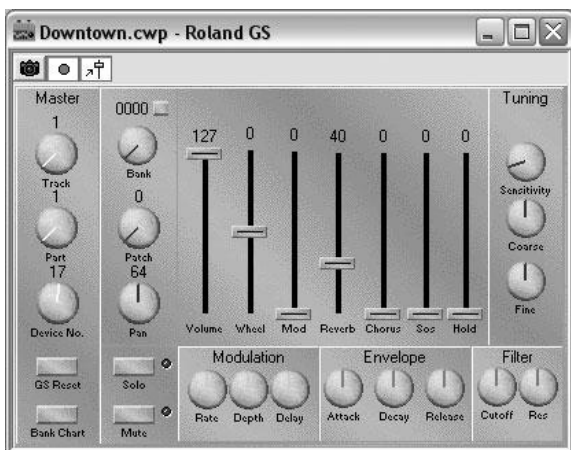 Downtown.cwp - Roland GS
Master
1
Track
1
Part
17
Device No.
GS Reset
Bank Chart
0000
Bank
0
Patch
64
Pan
Solo
Mute
127 0 0 40 0 0 0
Volume Wheel Mod Reverb Chorus Sos Hold
Tuning
Sensitivity
Coarse
Fine
Modulation
Rate Depth Delay
Envelope
Attack Decay Release
Filter
Cutoff Res